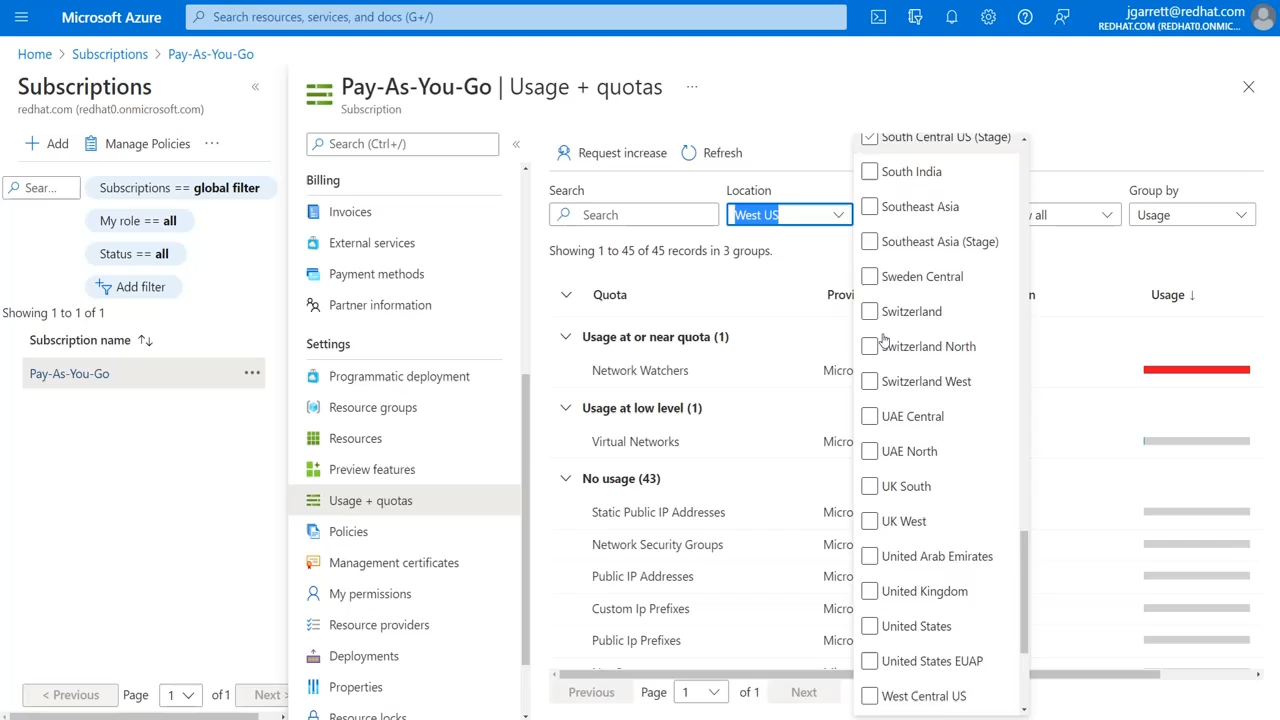 Microsoft Azure
Search resources, services, and docs (G+/)
jgarrett@redhat.com
REDHAT.COM (REDHAT0.ONMIC...
Home > Subscriptions > Pay-As-You-Go
Subscriptions
redhat.com (redhat0.onmicrosoft.com)
Add
Manage Policies
Sear...
Subscriptions == global filter
My role == all
Status == all
Add filter
Showing 1 to 1 of 1
Subscription name
Pay-As-You-Go
< Previous
Page
1
of 1
Next >
Pay-As-You-Go | Usage + quotas
Subscription
Search (Ctrl+/)
Billing
Invoices
External services
Payment methods
Partner information
Settings
Programmatic deployment
Resource groups
Resources
Preview features
Usage + quotas
Policies
Management certificates
My permissions
Resource providers
Deployments
Properties
Resource locks
Request increase
Refresh
Search
Search
Location
West US
Group by
Usage
Showing 1 to 45 of 45 records in 3 groups.
Quota
Usage ↓
Usage at or near quota (1)
Network Watchers
Usage at low level (1)
Virtual Networks
No usage (43)
Static Public IP Addresses
Network Security Groups
Public IP Addresses
Custom Ip Prefixes
Public Ip Prefixes
Previous
Page
1
of 1
Next
South Central US (Stage)
South India
Southeast Asia
Southeast Asia (Stage)
Sweden Central
Switzerland
Switzerland North
Switzerland West
UAE Central
UAE North
UK South
UK West
United Arab Emirates
United Kingdom
United States
United States EUAP
West Central US